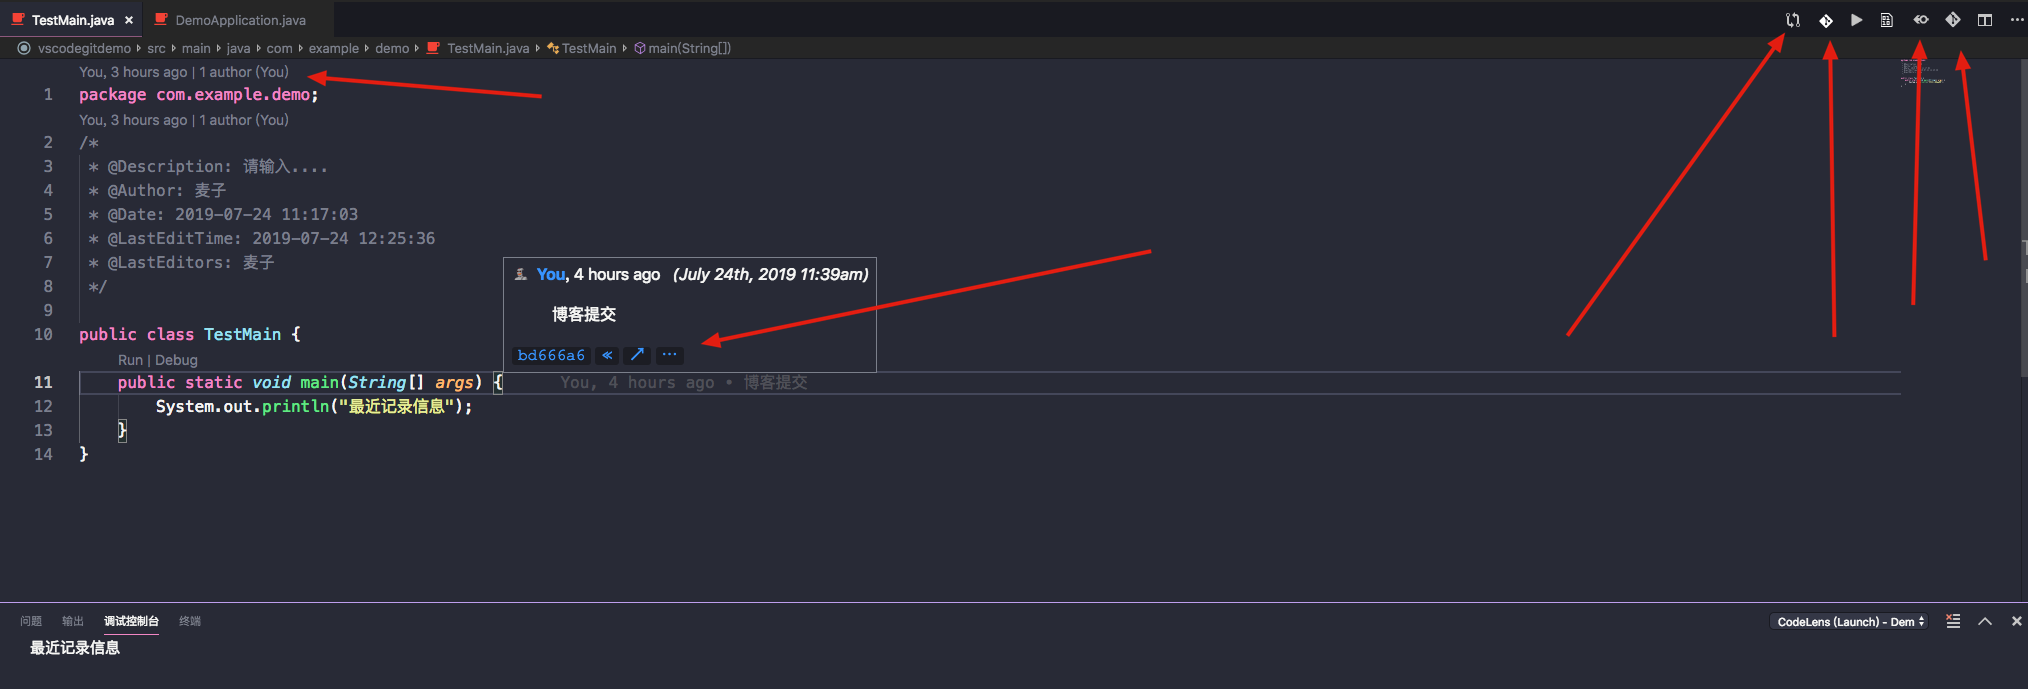 TestMain.java × DemoApplication.java
vscodegitdemo › src › main › java › com › example › demo › TestMain.java › TestMain › main(String[])
You, 3 hours ago | 1 author (You)
1 package com.example.demo;
You, 3 hours ago | 1 author (You)
2 /*
3 * @Description: 请输入....
4 * @Author: 麦子
5 * @Date: 2019-07-24 11:17:03
6 * @LastEditTime: 2019-07-24 12:25:36
7 * @LastEditors: 麦子
8 */
9
You, 4 hours ago (July 24th, 2019 11:39am)
博客提交
bd666a6 ≪ ↗ ···
10 public class TestMain {
Run | Debug
11 public static void main(String[] args) { You, 4 hours ago • 博客提交
12 System.out.println("最近记录信息");
13 }
14 }
问题 输出 调试控制台 终端 CodeLens (Launch) - Dem
最近记录信息